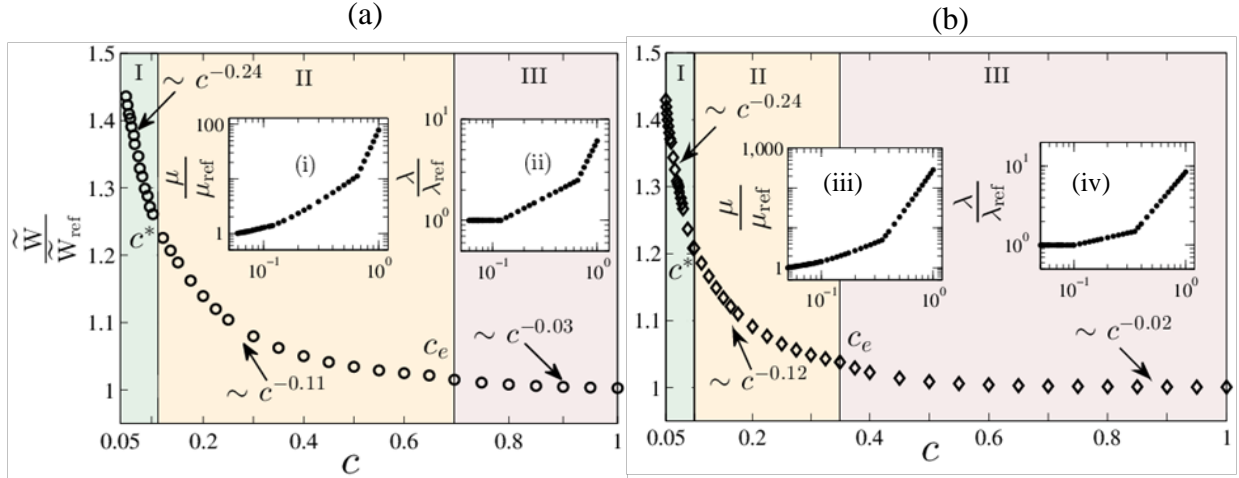 (a)
1.5
1.4
1.3
1.2
1.1
1
W̃
W̃ref
I
II
III
∼ c^-0.24
c*
∼ c^-0.11
c_e
∼ c^-0.03
100
1
μ
μref
(i)
10^-1
10^0
10^1
10^0
λ
λref
(ii)
10^-1
10^0
0.05
0.2
0.4
0.6
0.8
1
c
(b)
1.5
1.4
1.3
1.2
1.1
1
I
II
III
∼ c^-0.24
c*
∼ c^-0.12
c_e
∼ c^-0.02
1,000
1
μ
μref
(iii)
10^-1
10^0
10^1
10^0
λ
λref
(iv)
10^-1
10^0
0.05
0.2
0.4
0.6
0.8
1
c